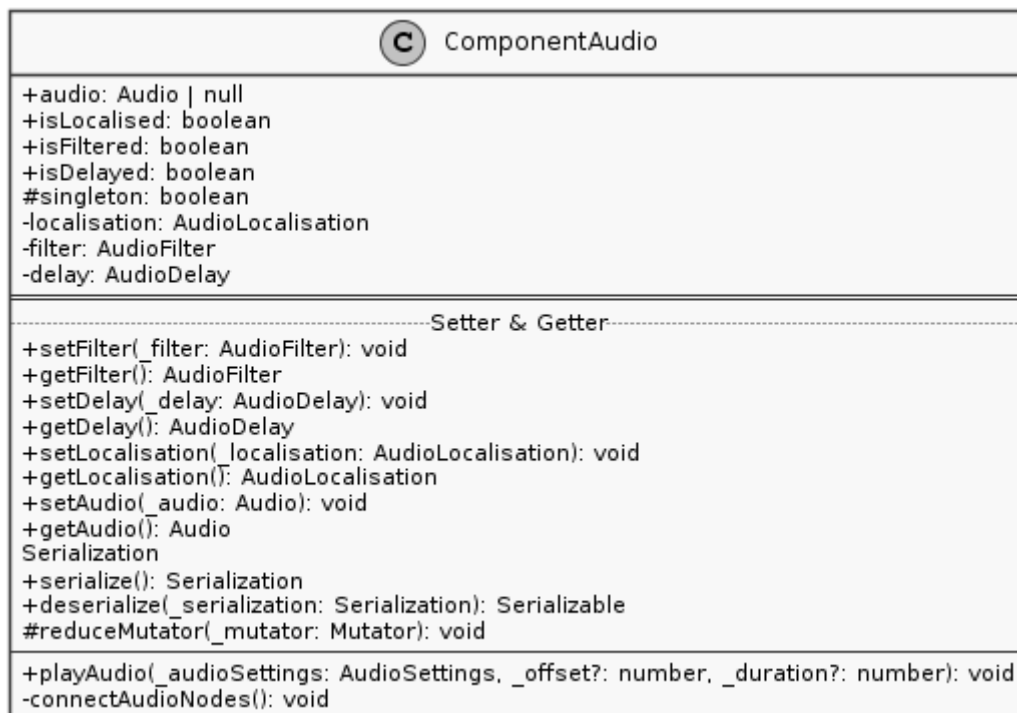 C ComponentAudio
+audio: Audio | null
+isLocalised: boolean
+isFiltered: boolean
+isDelayed: boolean
#singleton: boolean
-localisation: AudioLocalisation
-filter: AudioFilter
-delay: AudioDelay
Setter & Getter
+setFilter(_filter: AudioFilter): void
+getFilter(): AudioFilter
+setDelay(_delay: AudioDelay): void
+getDelay(): AudioDelay
+setLocalisation(_localisation: AudioLocalisation): void
+getLocalisation(): AudioLocalisation
+setAudio(_audio: Audio): void
+getAudio(): Audio
Serialization
+serialize(): Serialization
+deserialize(_serialization: Serialization): Serializable
#reduceMutator(_mutator: Mutator): void
+playAudio(_audioSettings: AudioSettings, _offset?: number, _duration?: number): void
-connectAudioNodes(): void